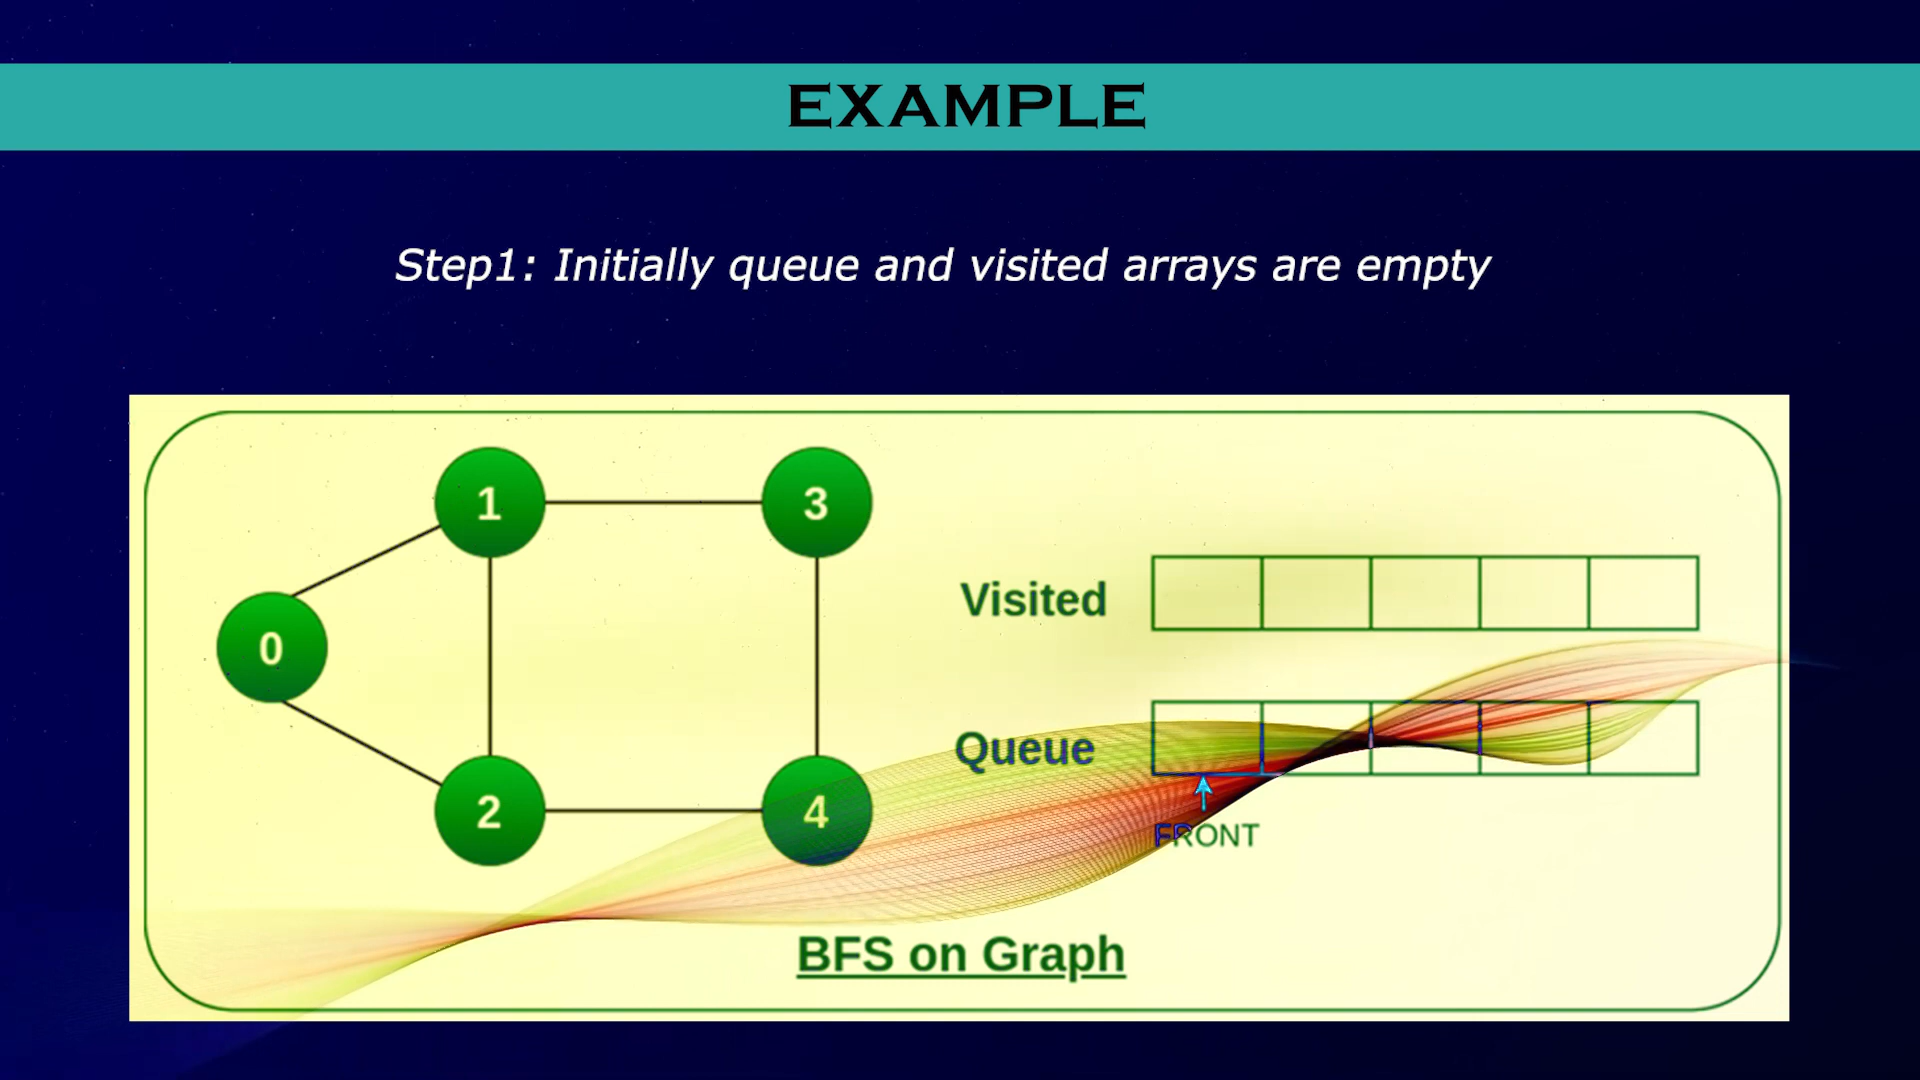 EXAMPLE
Step1: Initially queue and visited arrays are empty
1
3
0
2
4
Visited
Queue
FRONT
BFS on Graph